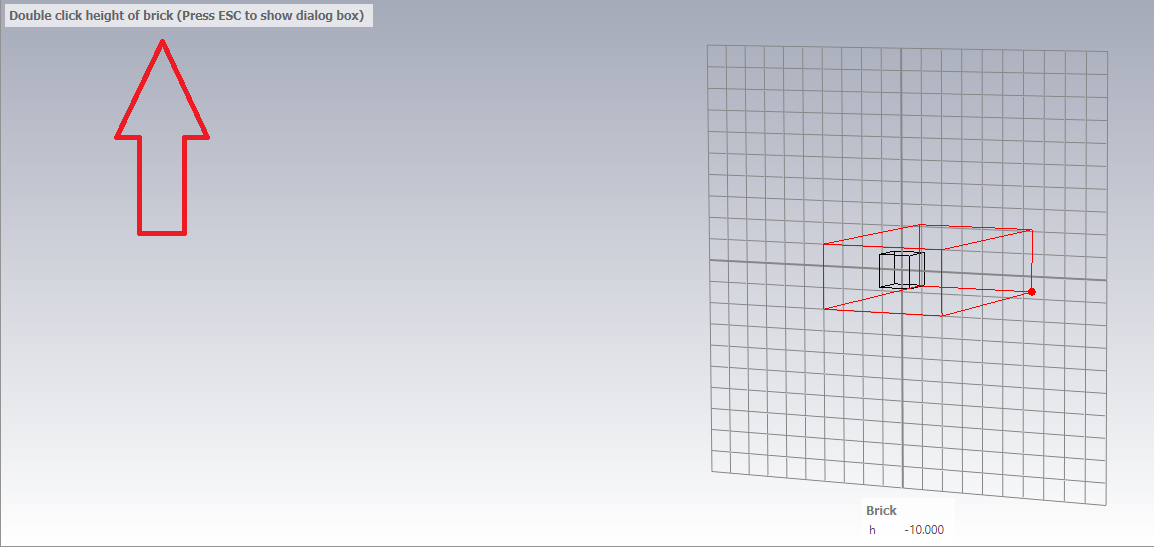 Double click height of brick (Press ESC to show dialog box)
Brick
h -10.000